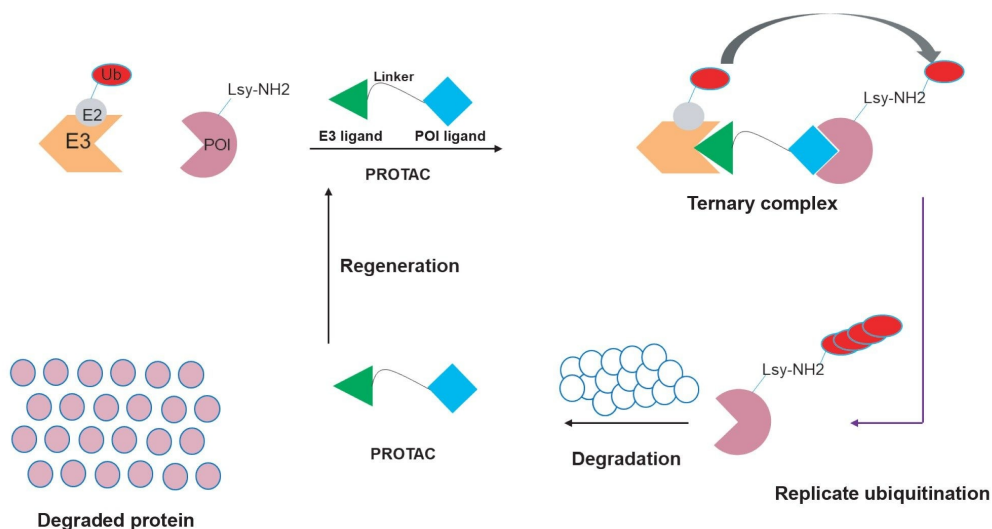 Ub
E2
E3
Lsy-NH2
POI
Linker
E3 ligand
POI ligand
PROTAC
Lsy-NH2
Ternary complex
Regeneration
Lsy-NH2
PROTAC
Degradation
Replicate ubiquitination
Degraded protein